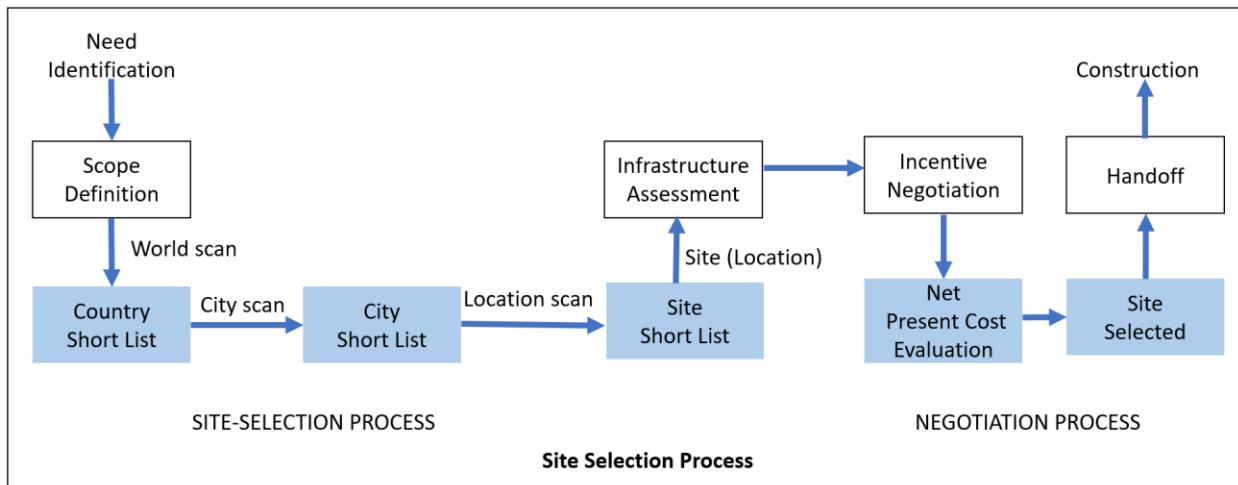 Need
Identification
Scope
Definition
World scan
Country
Short List
City scan
City
Short List
Location scan
Site
Short List
Site (Location)
Infrastructure
Assessment
Incentive
Negotiation
Net
Present Cost
Evaluation
Site
Selected
Handoff
Construction
SITE-SELECTION PROCESS
NEGOTIATION PROCESS
Site Selection Process